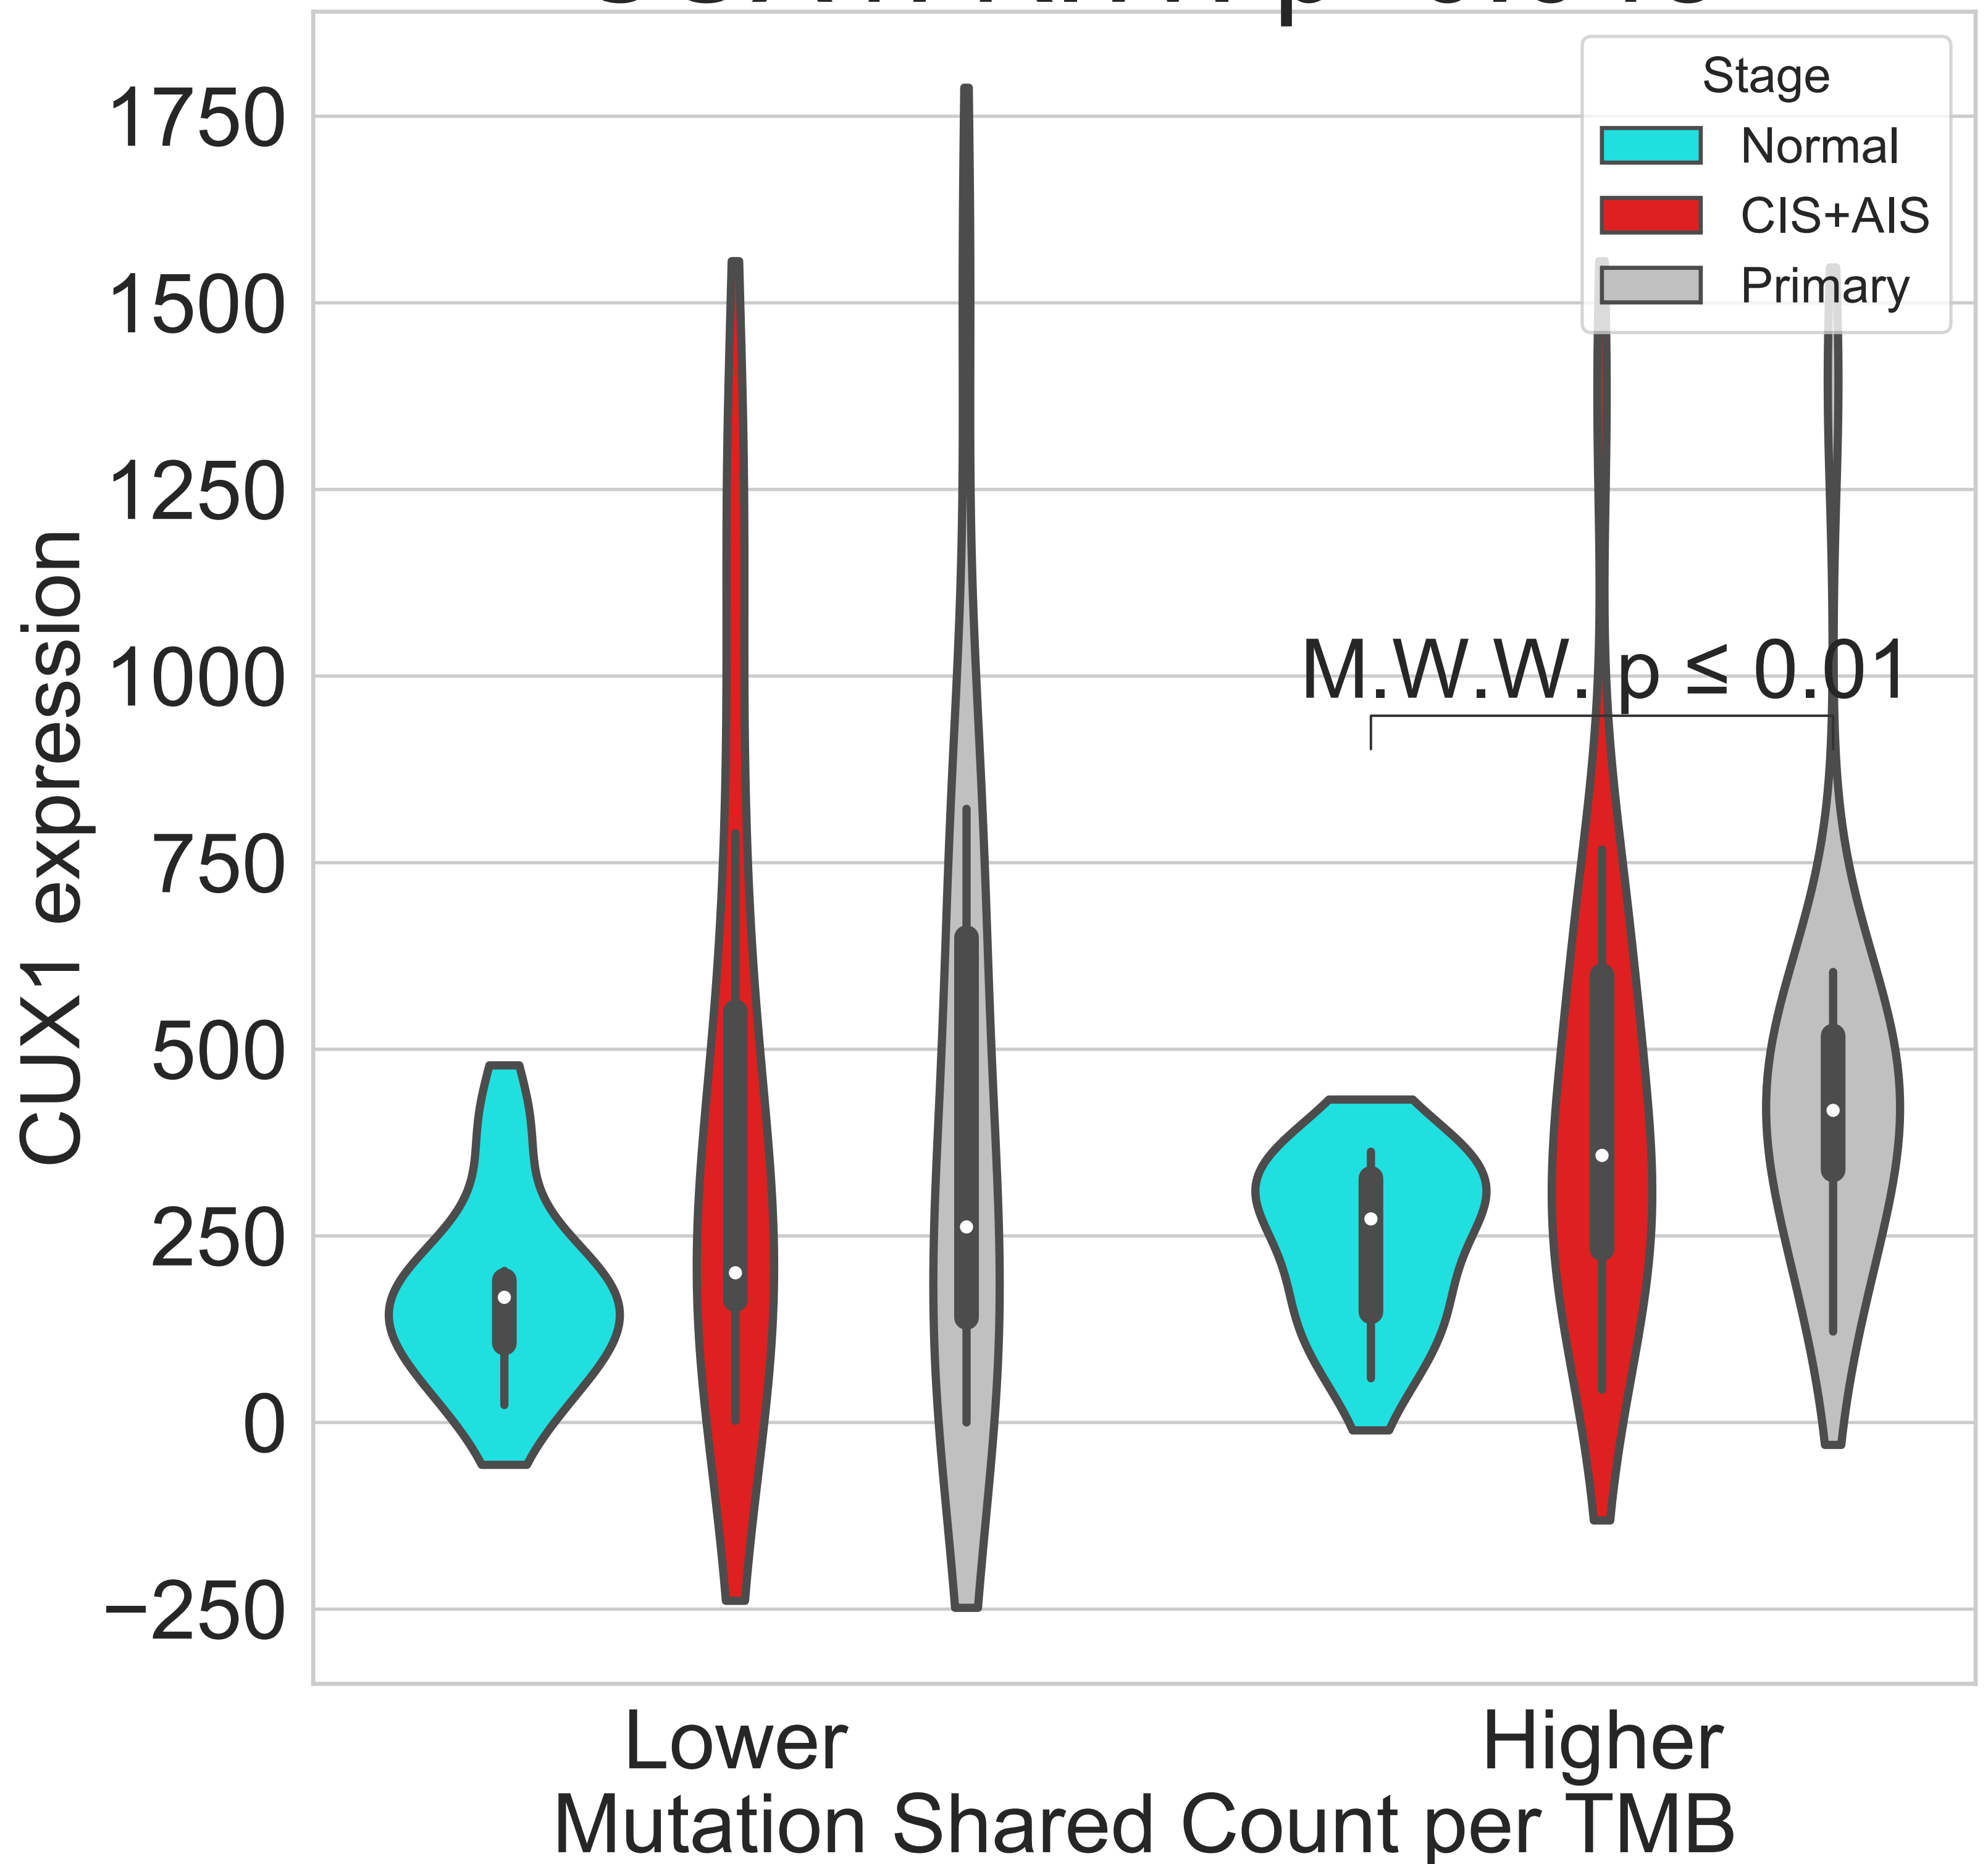 Stage
Normal
CIS+AIS
Primary
1750
1500
1250
1000
750
500
250
0
−250
CUX1 expression
M.W.W. p ≤ 0.01
Lower
Higher
Mutation Shared Count per TMB